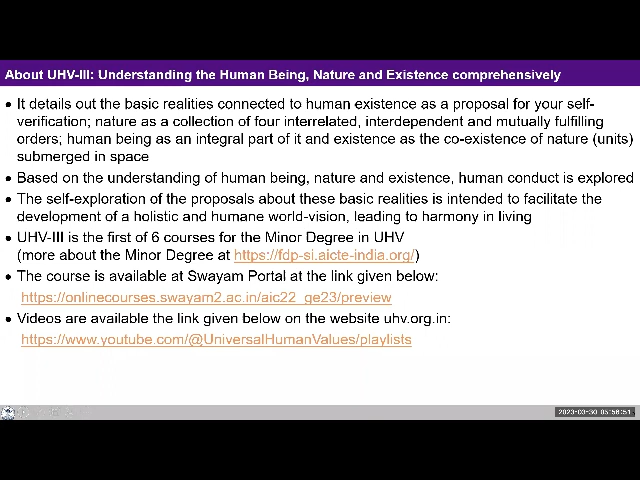 About UHV-III: Understanding the Human Being, Nature and Existence comprehensively
• It details out the basic realities connected to human existence as a proposal for your self-
verification; nature as a collection of four interrelated, interdependent and mutually fulfilling
orders; human being as an integral part of it and existence as the co-existence of nature (units)
submerged in space
• Based on the understanding of human being, nature and existence, human conduct is explored
• The self-exploration of the proposals about these basic realities is intended to facilitate the
development of a holistic and humane world-vision, leading to harmony in living
• UHV-III is the first of 6 courses for the Minor Degree in UHV
(more about the Minor Degree at https://fdp-si.aicte-india.org/)
• The course is available at Swayam Portal at the link given below:
https://onlinecourses.swayam2.ac.in/aic22_ge23/preview
• Videos are available the link given below on the website uhv.org.in:
https://www.youtube.com/@UniversalHumanValues/playlists